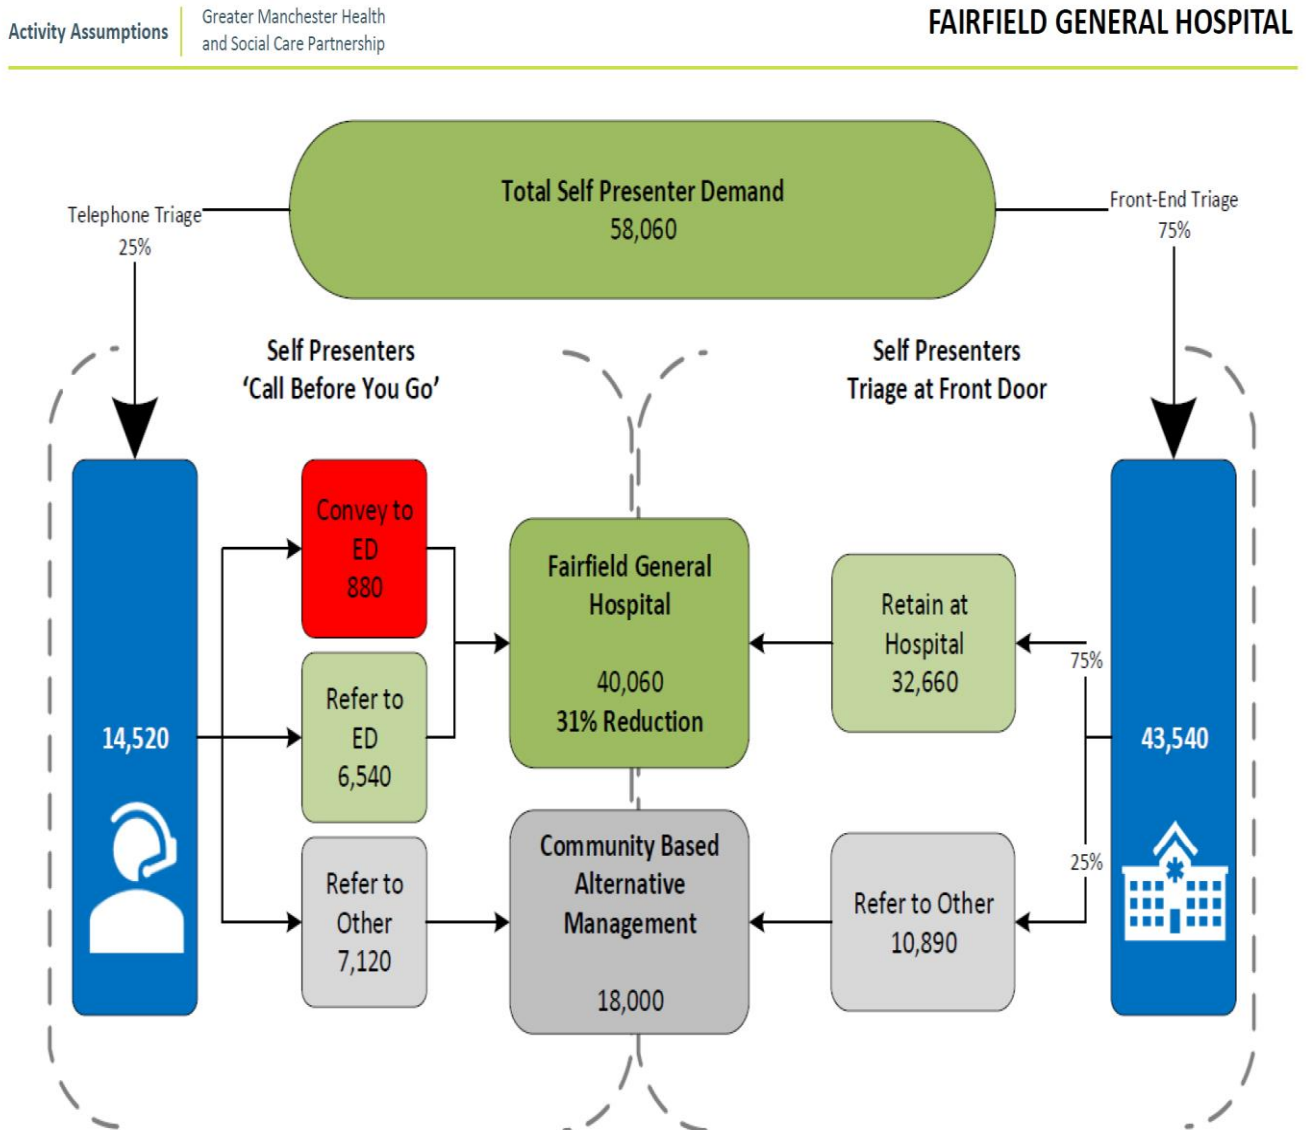 Activity Assumptions
Greater Manchester Health
and Social Care Partnership
FAIRFIELD GENERAL HOSPITAL
Total Self Presenter Demand
58,060
Telephone Triage
25%
Front-End Triage
75%
Self Presenters
‘Call Before You Go’
Self Presenters
Triage at Front Door
14,520
Convey to
ED
880
Refer to
ED
6,540
Refer to
Other
7,120
Fairfield General
Hospital
40,060
31% Reduction
Community Based
Alternative
Management
18,000
Retain at
Hospital
32,660
Refer to Other
10,890
75%
25%
43,540